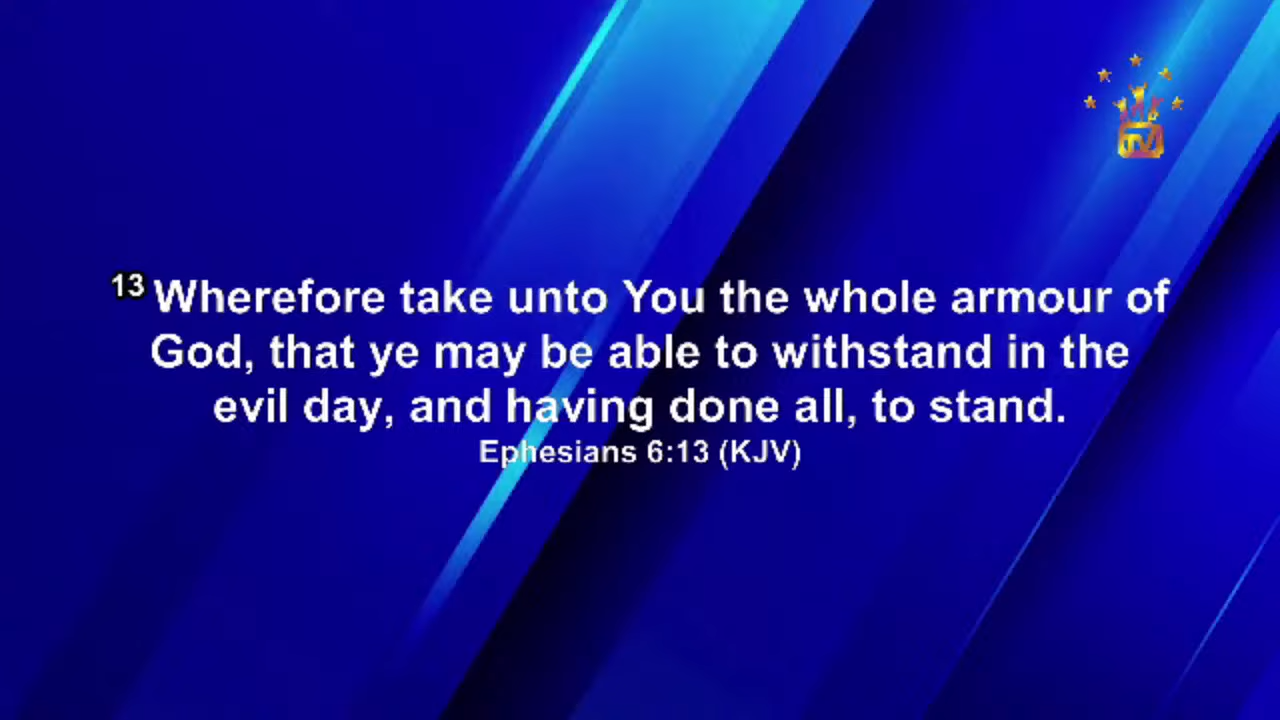 TV
13 Wherefore take unto You the whole armour of
God, that ye may be able to withstand in the
evil day, and having done all, to stand.
Ephesians 6:13 (KJV)